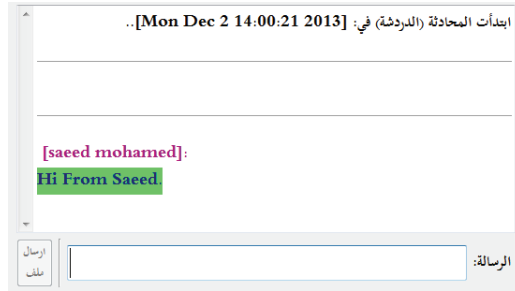 ابتدأت المحادثة (الدردشة) في: [Mon Dec 2 14:00:21 2013]..
[saeed mohamed]:
Hi From Saeed.
الرسالة:
ارسال
ملف